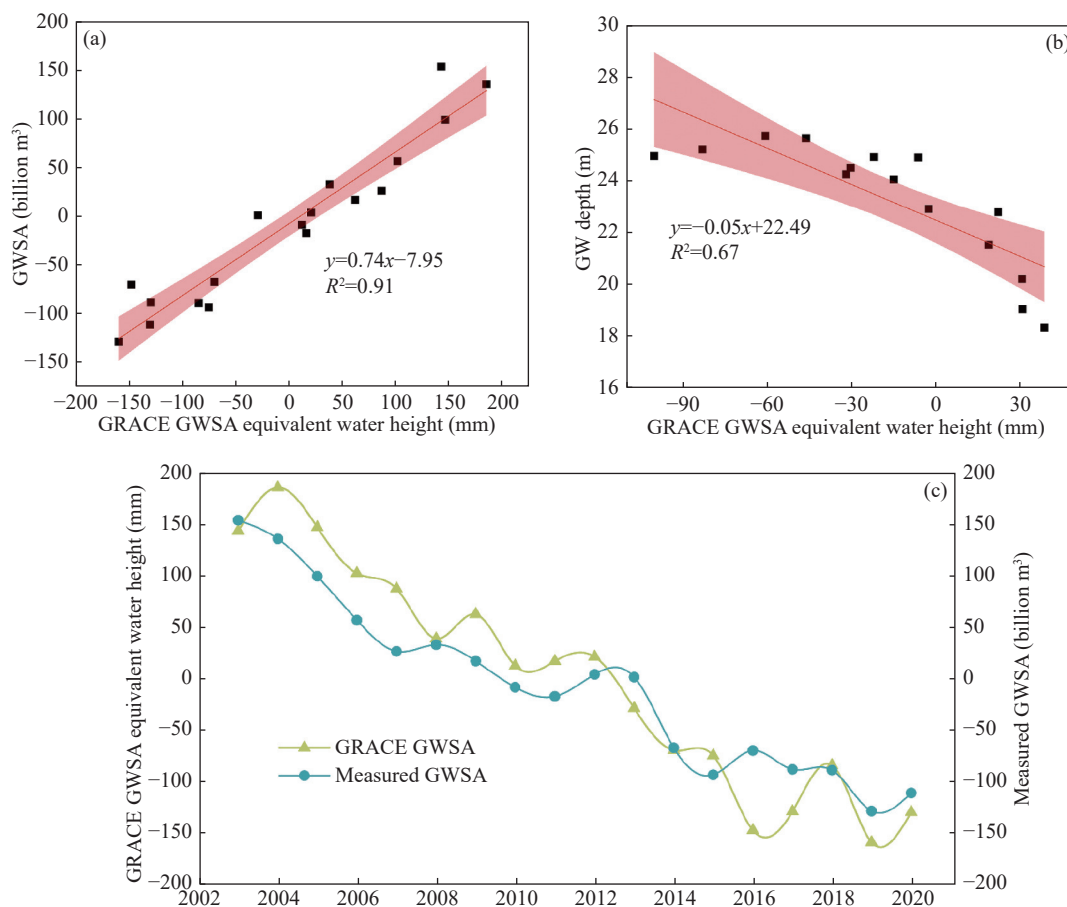 (a)
200
150
100
50
0
−50
−100
−150
GWSA (billion m³)
y=0.74x−7.95
R²=0.91
−200 −150 −100 −50 0 50 100 150 200
GRACE GWSA equivalent water height (mm)
(b)
30
28
26
24
22
20
18
16
GW depth (m)
y=−0.05x+22.49
R²=0.67
−90 −60 −30 0 30
GRACE GWSA equivalent water height (mm)
(c)
200
150
100
50
0
−50
−100
−150
−200
GRACE GWSA equivalent water height (mm)
GRACE GWSA
Measured GWSA
200
150
100
50
0
−50
−100
−150
−200
Measured GWSA (billion m³)
2002 2004 2006 2008 2010 2012 2014 2016 2018 2020